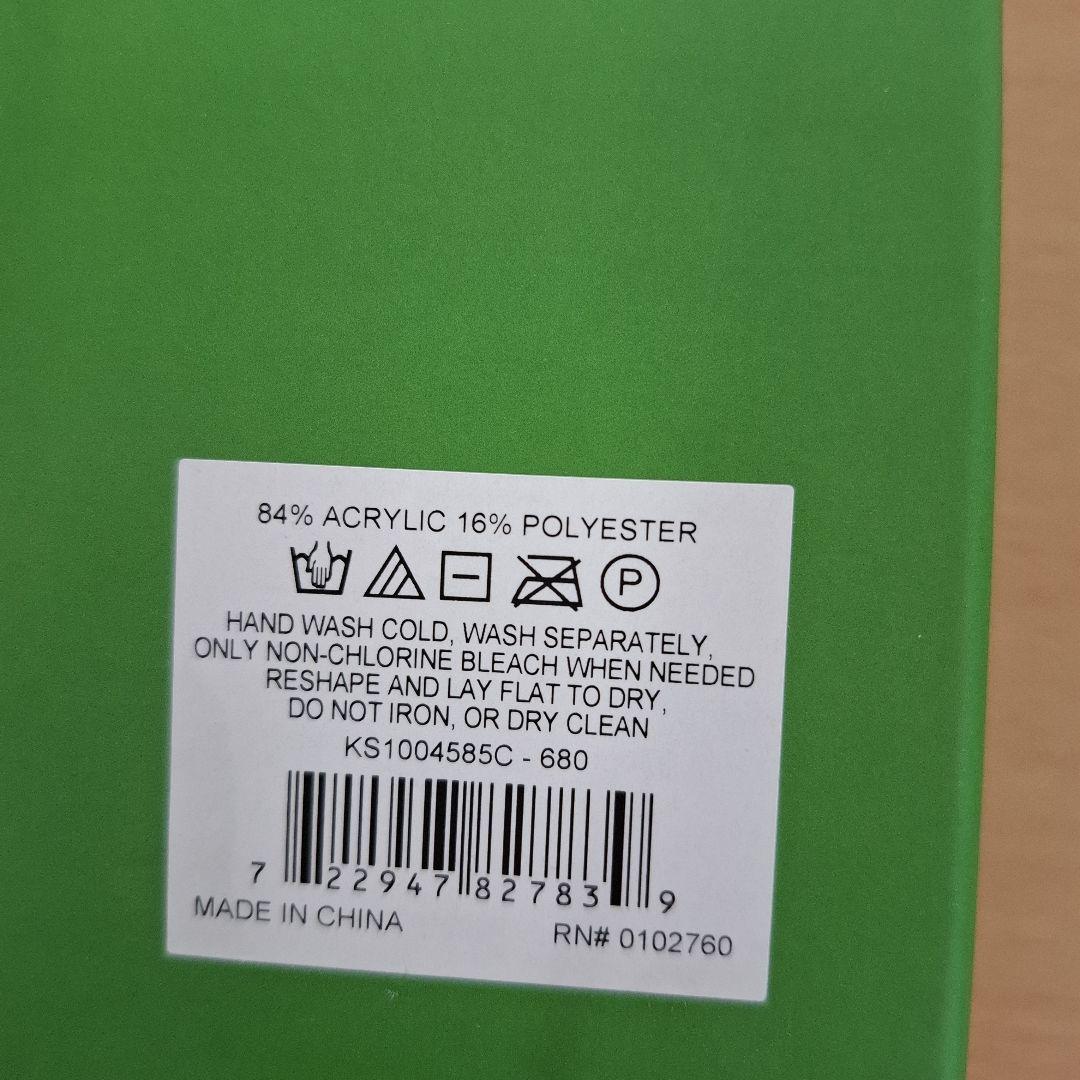 84% ACRYLIC 16% POLYESTER
P
HAND WASH COLD, WASH SEPARATELY,
ONLY NON-CHLORINE BLEACH WHEN NEEDED
RESHAPE AND LAY FLAT TO DRY,
DO NOT IRON, OR DRY CLEAN
KS1004585C - 680
7 22947 82783 9
MADE IN CHINA
RN# 0102760